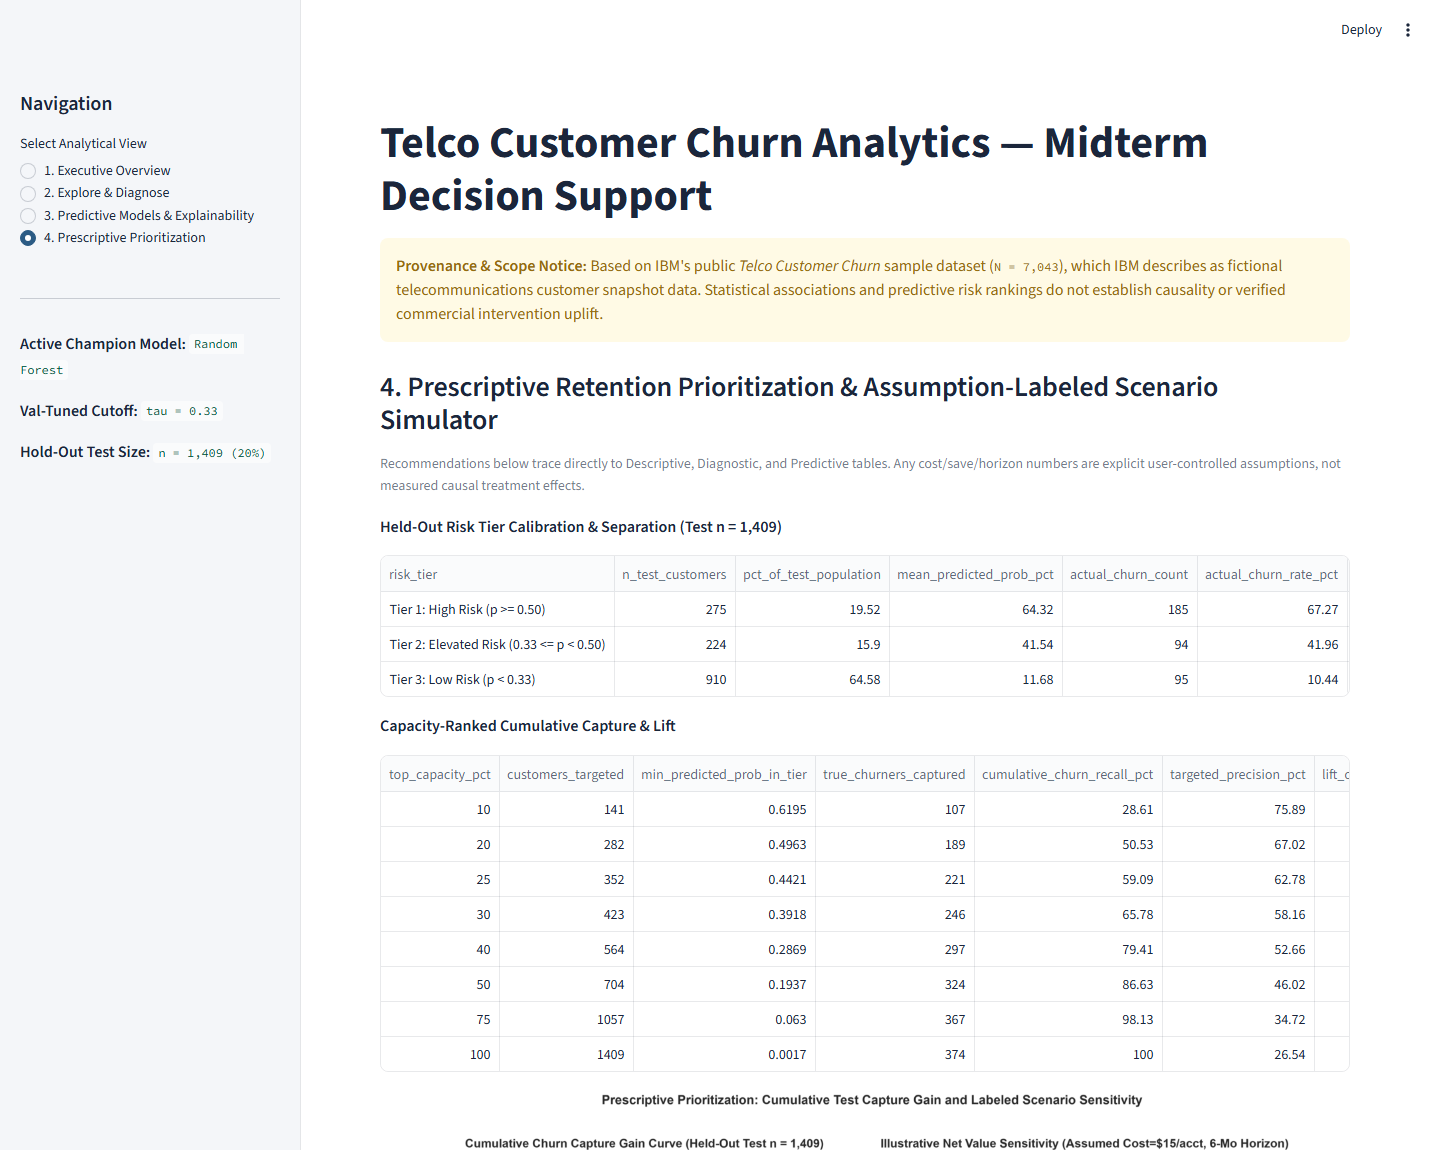 Deploy
Navigation
Select Analytical View
1. Executive Overview
2. Explore & Diagnose
3. Predictive Models & Explainability
4. Prescriptive Prioritization
Active Champion Model: Random
Forest
Val-Tuned Cutoff: tau = 0.33
Hold-Out Test Size: n = 1,409 (20%)
Telco Customer Churn Analytics — Midterm
Decision Support
Provenance & Scope Notice: Based on IBM's public Telco Customer Churn sample dataset (N = 7,043), which IBM describes as fictional
telecommunications customer snapshot data. Statistical associations and predictive risk rankings do not establish causality or verified
commercial intervention uplift.
4. Prescriptive Retention Prioritization & Assumption-Labeled Scenario
Simulator
Recommendations below trace directly to Descriptive, Diagnostic, and Predictive tables. Any cost/save/horizon numbers are explicit user-controlled assumptions, not
measured causal treatment effects.
Held-Out Risk Tier Calibration & Separation (Test n = 1,409)
risk_tier n_test_customers pct_of_test_population mean_predicted_prob_pct actual_churn_count actual_churn_rate_pct
Tier 1: High Risk (p >= 0.50) 275 19.52 64.32 185 67.27
Tier 2: Elevated Risk (0.33 <= p < 0.50) 224 15.9 41.54 94 41.96
Tier 3: Low Risk (p < 0.33) 910 64.58 11.68 95 10.44
Capacity-Ranked Cumulative Capture & Lift
top_capacity_pct customers_targeted min_predicted_prob_in_tier true_churners_captured cumulative_churn_recall_pct targeted_precision_pct
10 141 0.6195 107 28.61 75.89
20 282 0.4963 189 50.53 67.02
25 352 0.4421 221 59.09 62.78
30 423 0.3918 246 65.78 58.16
40 564 0.2869 297 79.41 52.66
50 704 0.1937 324 86.63 46.02
75 1057 0.063 367 98.13 34.72
100 1409 0.0017 374 100 26.54
Prescriptive Prioritization: Cumulative Test Capture Gain and Labeled Scenario Sensitivity
Cumulative Churn Capture Gain Curve (Held-Out Test n = 1,409) Illustrative Net Value Sensitivity (Assumed Cost=$15/acct, 6-Mo Horizon)